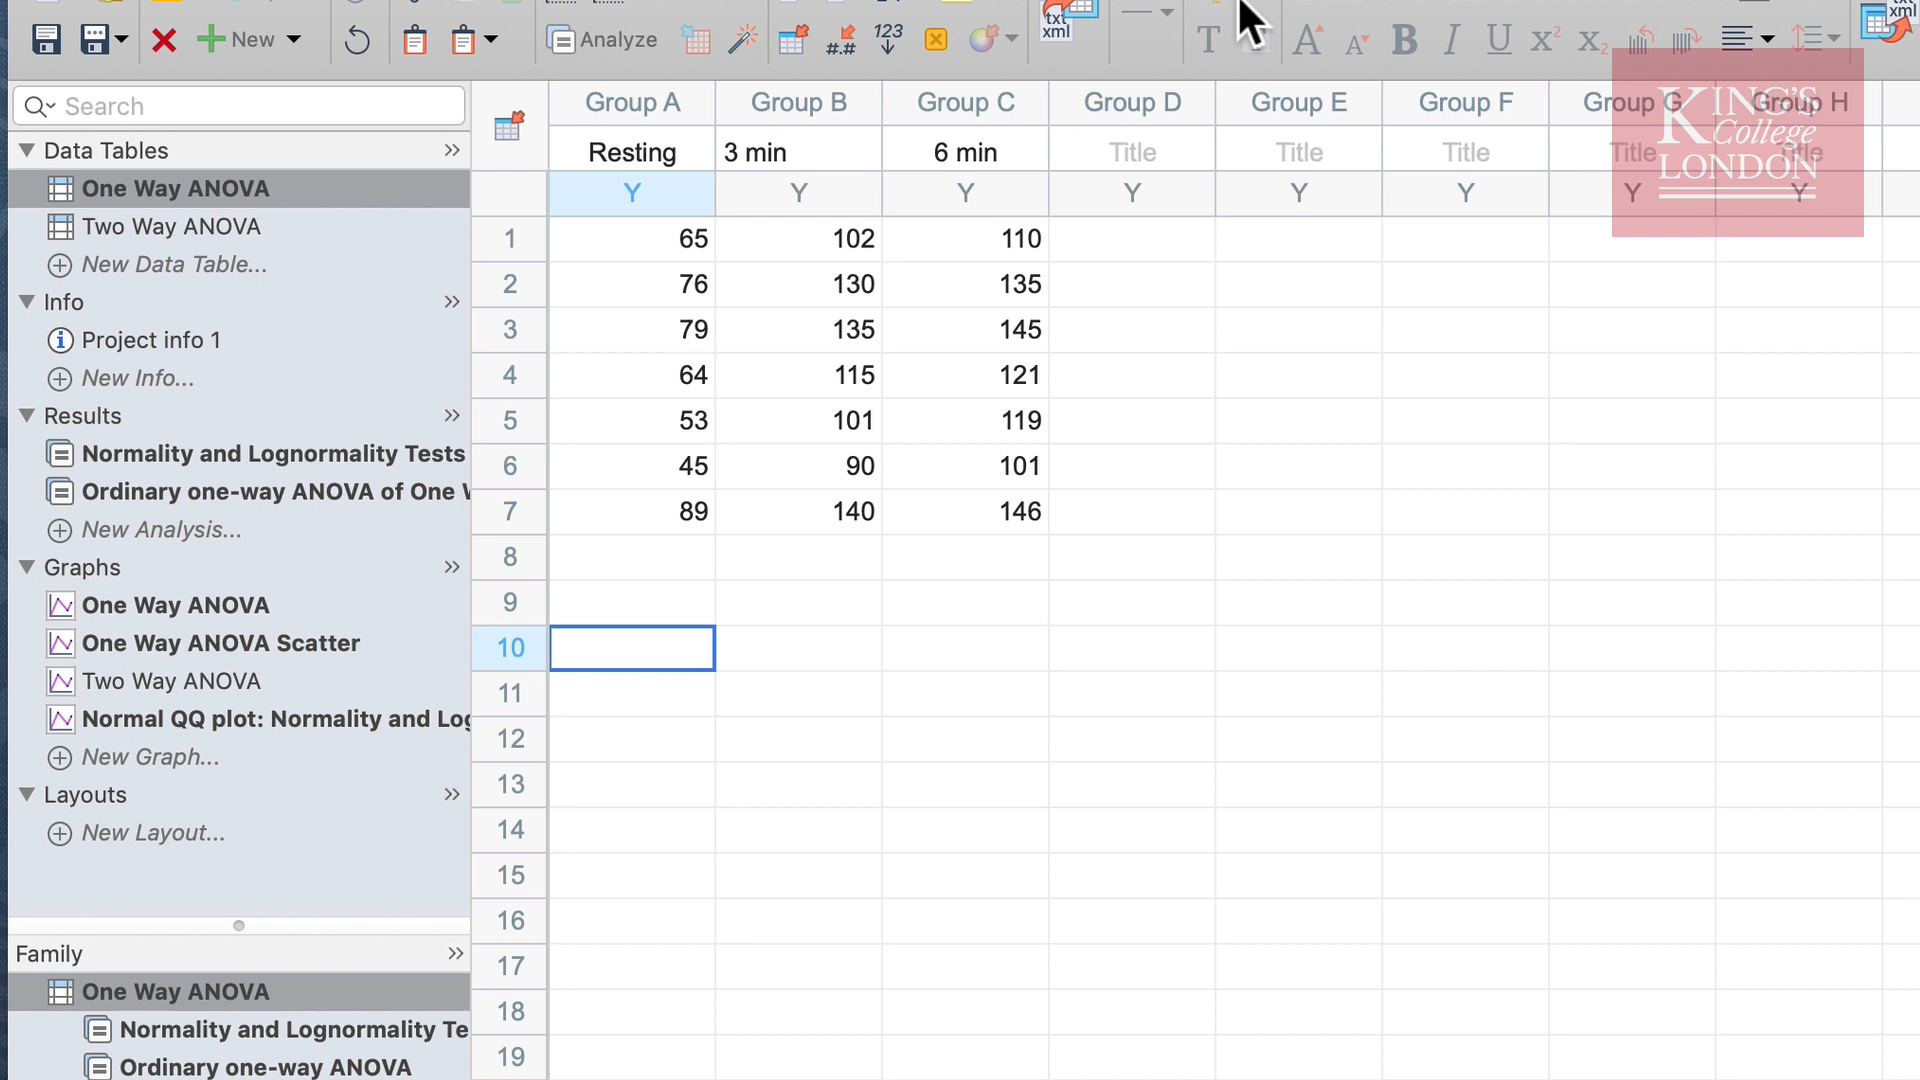 txt
xml
xml
New
Analyze
#.##
123
T
A
A
B
I
U
X²
X₂
Search
Group A
Group B
Group C
Group D
Group E
Group F
Group G
Group H
KING'S
College
LONDON
Data Tables
Resting
3 min
6 min
Title
Title
Title
Title
Title
One Way ANOVA
Y
Y
Y
Y
Y
Y
Y
Y
Two Way ANOVA
New Data Table...
Info
Project info 1
New Info...
Results
Normality and Lognormality Tests
Ordinary one-way ANOVA of One W
New Analysis...
Graphs
One Way ANOVA
One Way ANOVA Scatter
Two Way ANOVA
Normal QQ plot: Normality and Log
New Graph...
Layouts
New Layout...
Family
One Way ANOVA
Normality and Lognormality Te
Ordinary one-way ANOVA
1 65 102 110
2 76 130 135
3 79 135 145
4 64 115 121
5 53 101 119
6 45 90 101
7 89 140 146
8
9
10
11
12
13
14
15
16
17
18
19